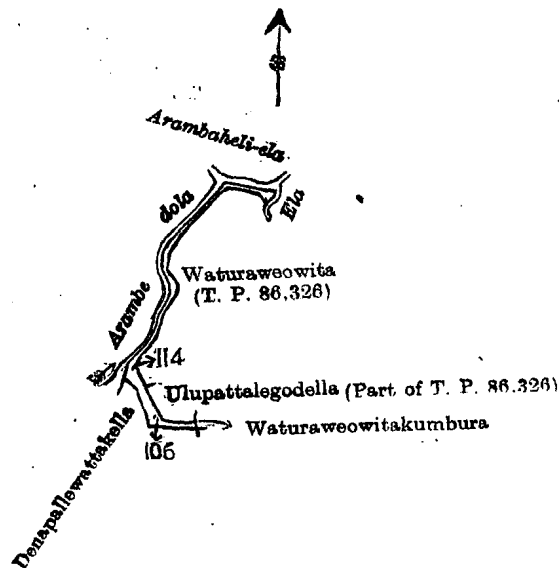 Arambaheli-ela
Ela
dola
Arambe
Waturaweowita
(T. P. 86,326)
114
Ulupattalegodella (Part of T. P. 86.326)
Waturaweowitakumbura
106
Denapallewattakella